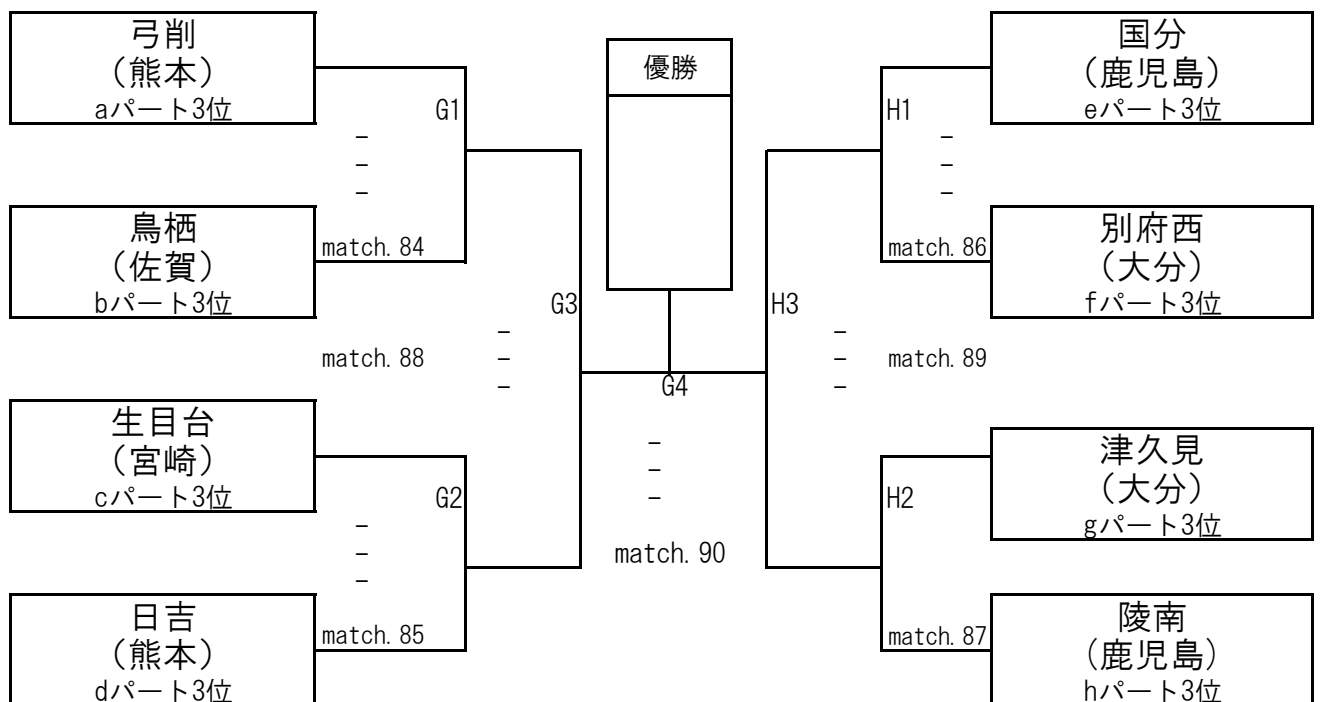 弓削
(熊本)
aパート3位
G1
－
－
－
鳥栖
(佐賀)
bパート3位
match. 84
G3
－
－
－
match. 88
生目台
(宮崎)
cパート3位
G2
－
－
－
日吉
(熊本)
dパート3位
match. 85
優勝
G4
－
－
－
match. 90
国分
(鹿児島)
eパート3位
H1
－
－
－
別府西
(大分)
fパート3位
match. 86
H3
－
－
－
match. 89
津久見
(大分)
gパート3位
H2
陵南
(鹿児島)
hパート3位
match. 87